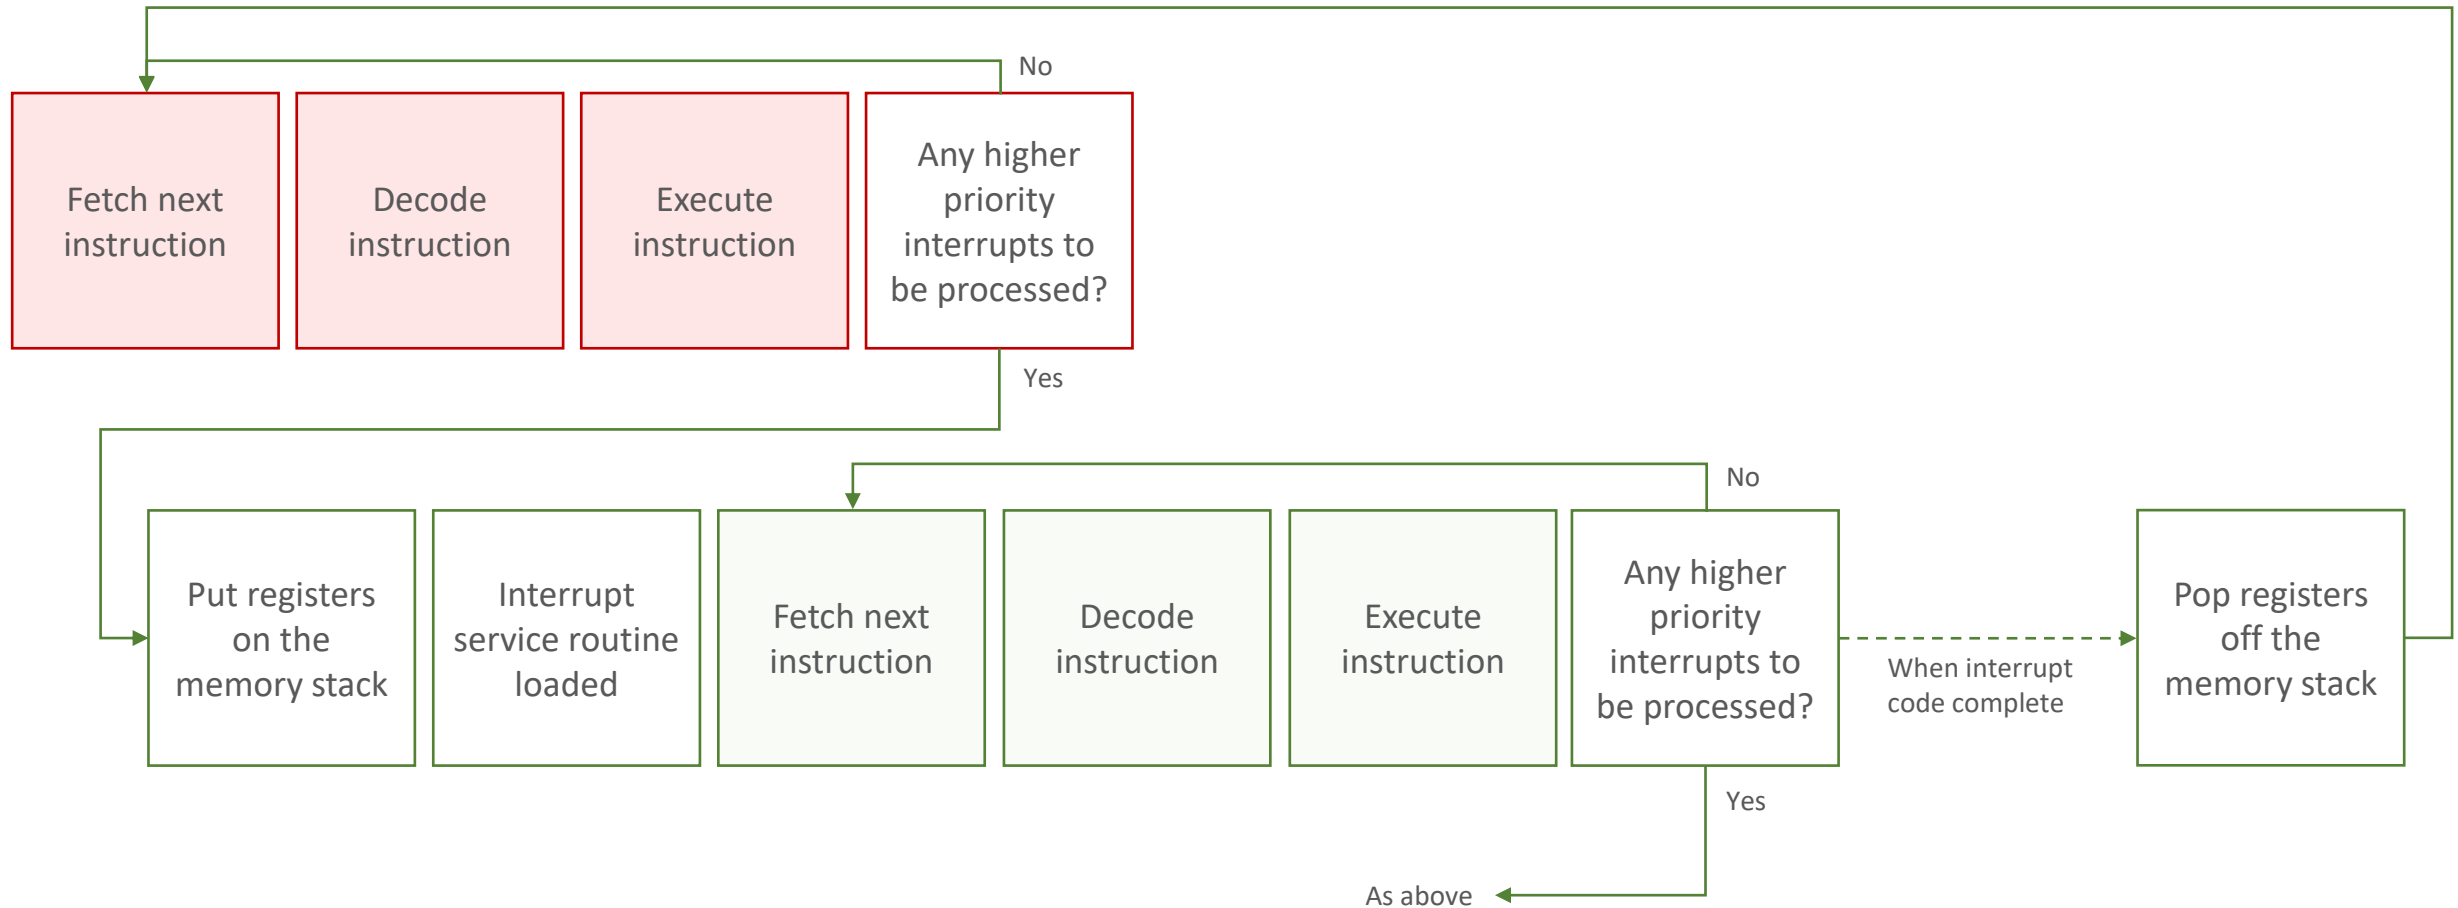 No
Fetch next
instruction
Decode
instruction
Execute
instruction
Any higher
priority
interrupts to
be processed?
Yes
No
Put registers
on the
memory stack
Interrupt
service routine
loaded
Fetch next
instruction
Decode
instruction
Execute
instruction
Any higher
priority
interrupts to
be processed?
When interrupt
code complete
Pop registers
off the
memory stack
Yes
As above